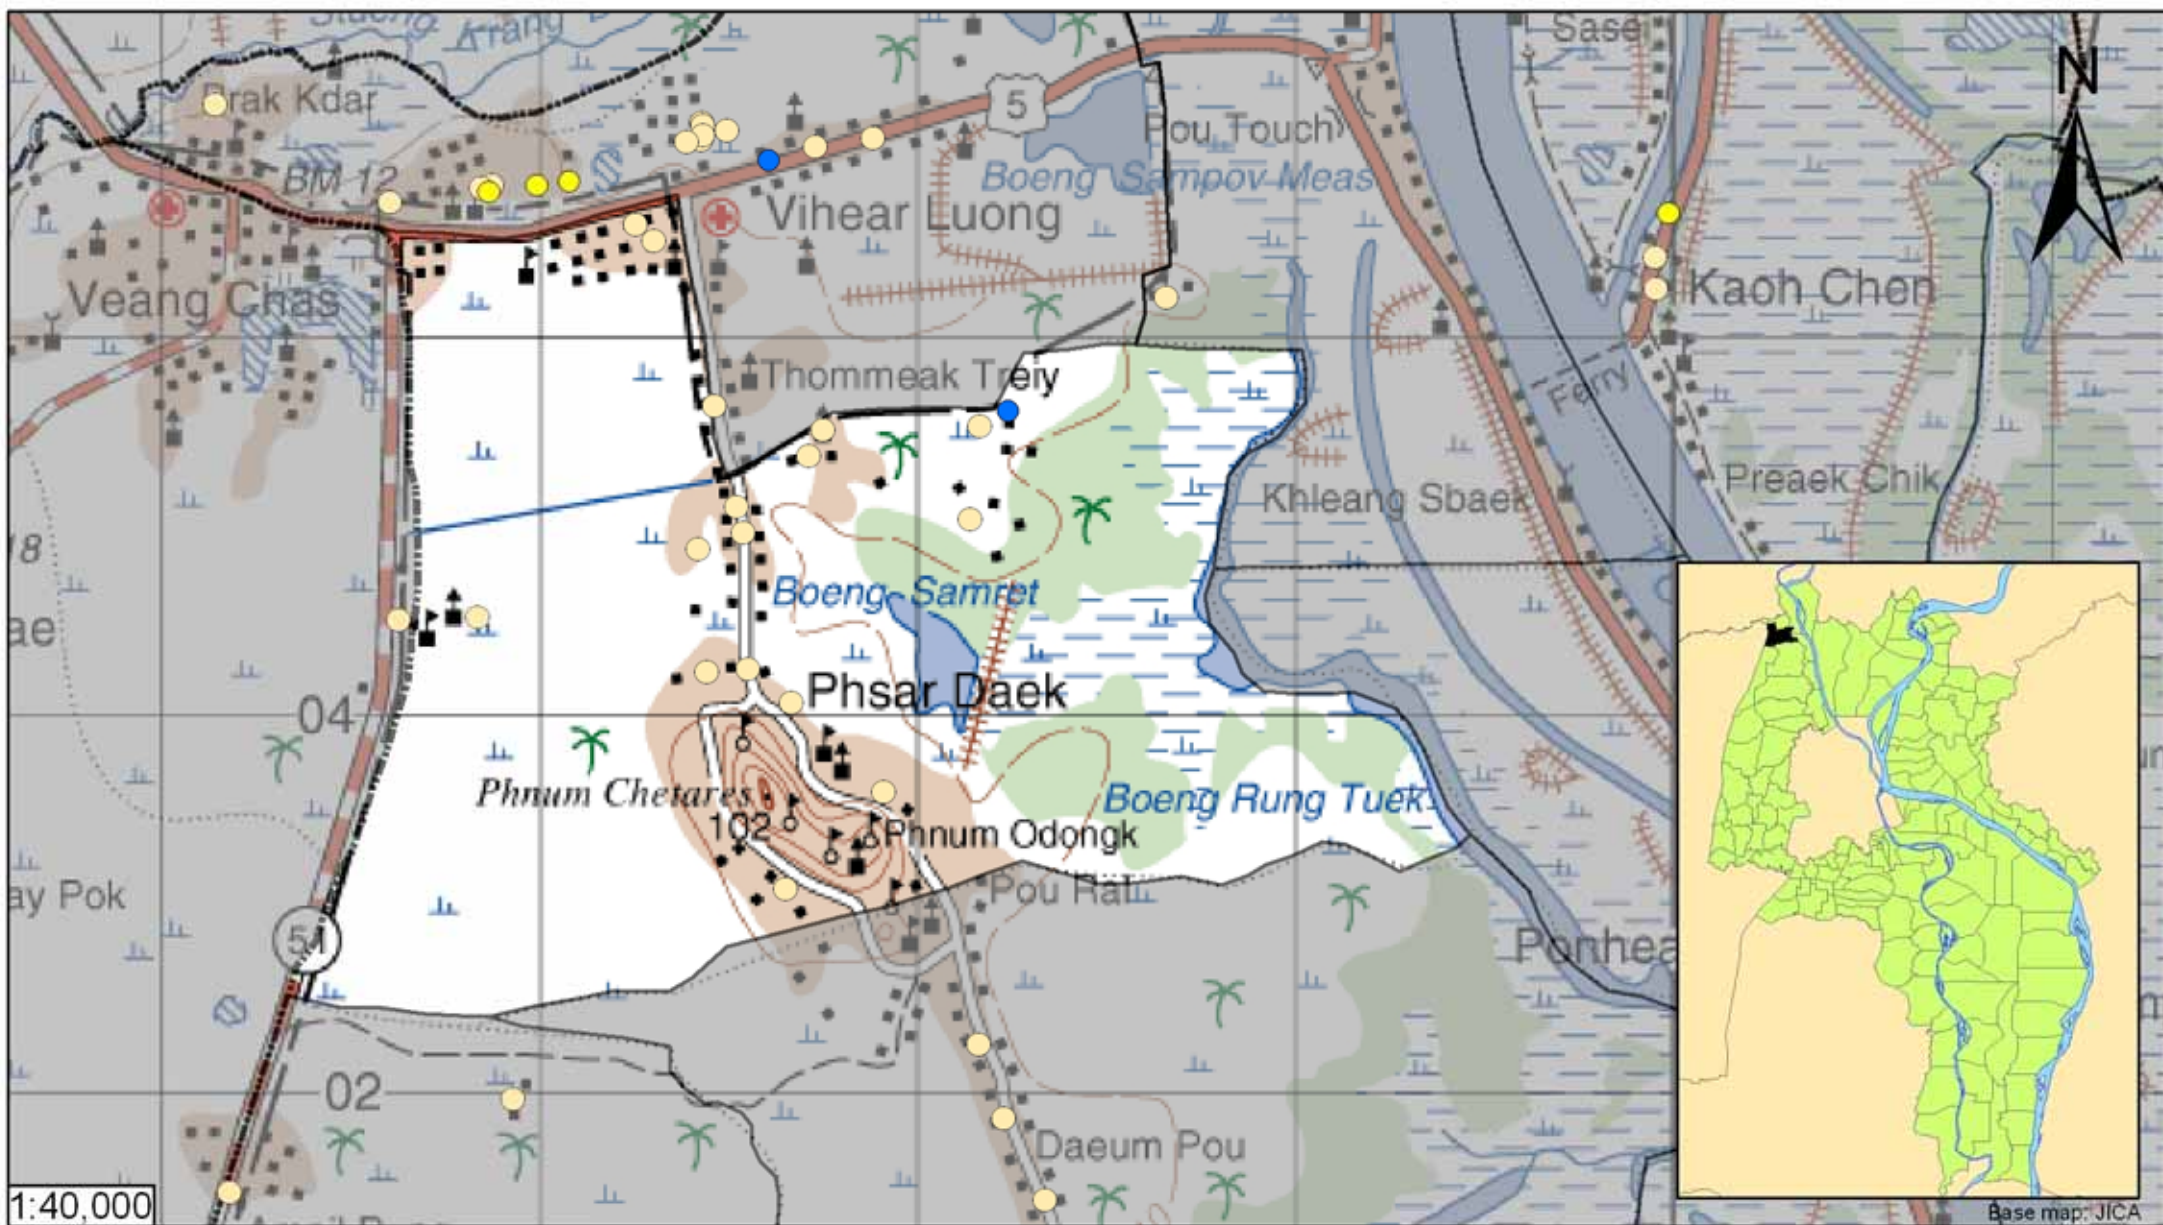 Sase
N
Prak Kdar
5
Pou Touch
BM 12
Boeng Sampov Meas
Vihear Luong
Veang Chas
Kaoh Chen
Thommeak Treiy
Ferry
Khleang Sbaek
Preaek Chik
18
Boeng Samret
ae
Phsar Daek
04
Phnum Chetares
Boeng Rung Tuek
102
Phnum Odongk
ay Pok
Pou Ral
51
Ponhea
02
Daeum Pou
1:40,000
Base map: JICA